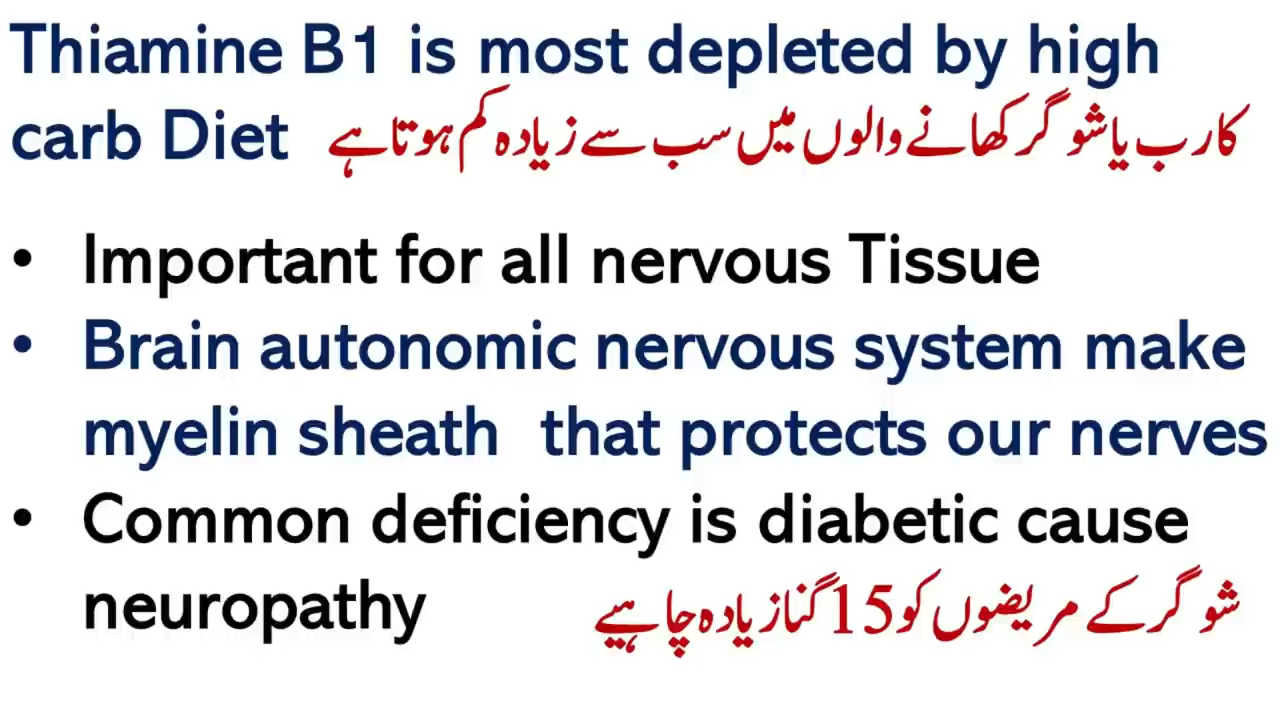 Thiamine B1 is most depleted by high
carb Diet کارب یا شوگر کھانے والوں میں سب سے زیادہ کم ہوتا ہے
• Important for all nervous Tissue
• Brain autonomic nervous system make
myelin sheath that protects our nerves
• Common deficiency is diabetic cause
neuropathy شوگر کے مریضوں کو 15 گنا زیادہ چاہیے